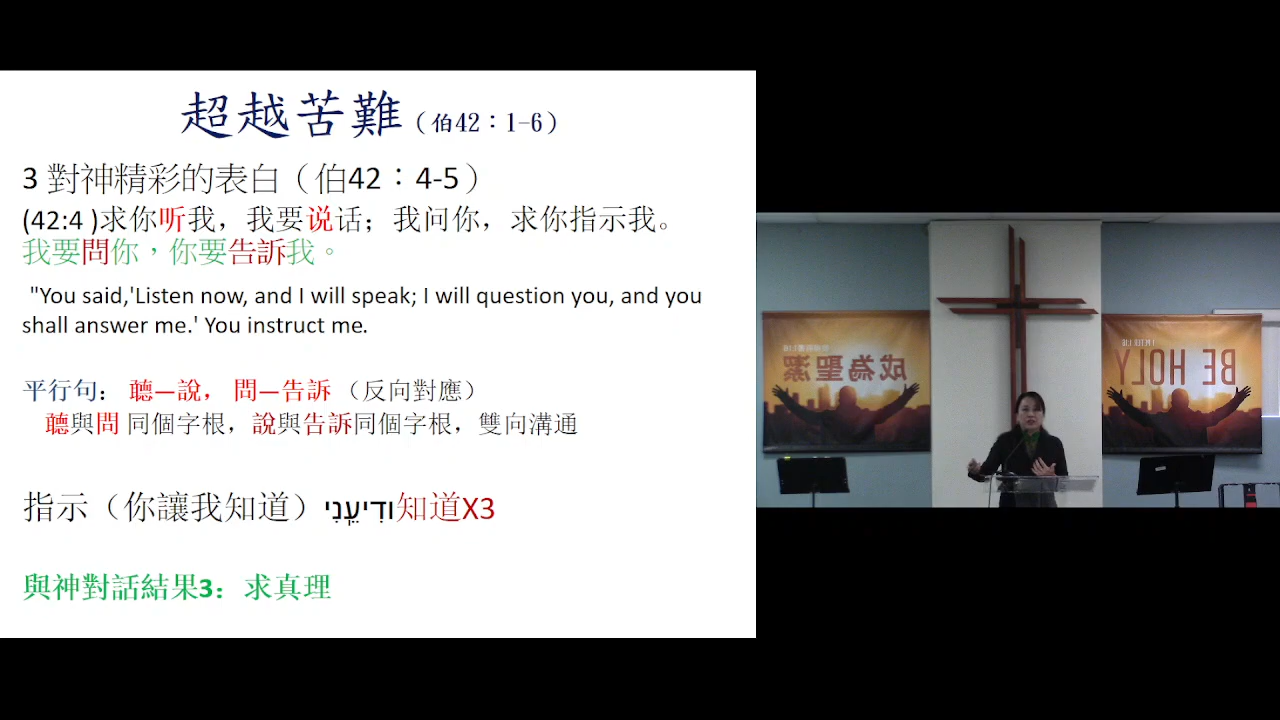 超越苦難（伯42：1-6）
3 對神精彩的表白（伯42：4-5）
(42:4 )求你听我，我要说话；我问你，求你指示我。
我要問你，你要告訴我。
"You said,'Listen now, and I will speak; I will question you, and you
shall answer me.' You instruct me.
平行句： 聽—說， 問—告訴 （反向對應）
聽與問 同個字根，說與告訴同個字根，雙向溝通
指示（你讓我知道）וְדִיעֵֽנִי知道X3
與神對話結果3：求真理
成為聖潔
I PETER 1:16
BE HOLY